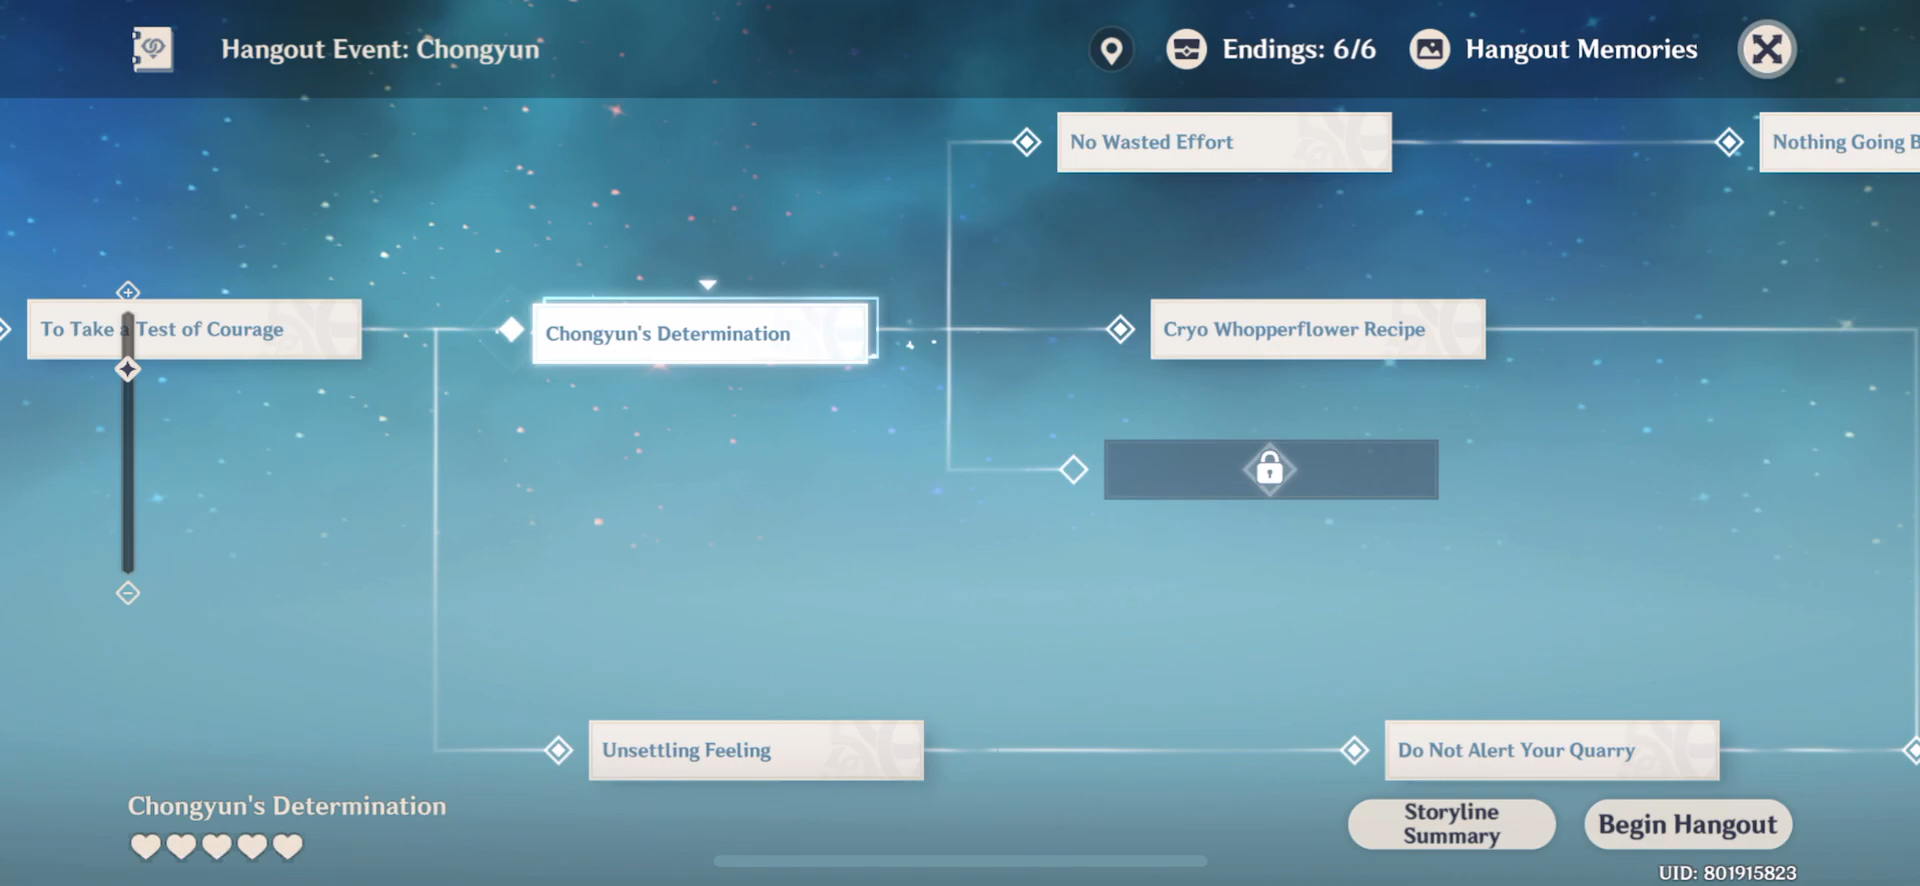 Hangout Event: Chongyun
Endings: 6/6
Hangout Memories
No Wasted Effort
Nothing Going B
To Take a Test of Courage
Chongyun's Determination
Cryo Whopperflower Recipe
Unsettling Feeling
Do Not Alert Your Quarry
Chongyun's Determination
Storyline
Summary
Begin Hangout
UID: 801915823